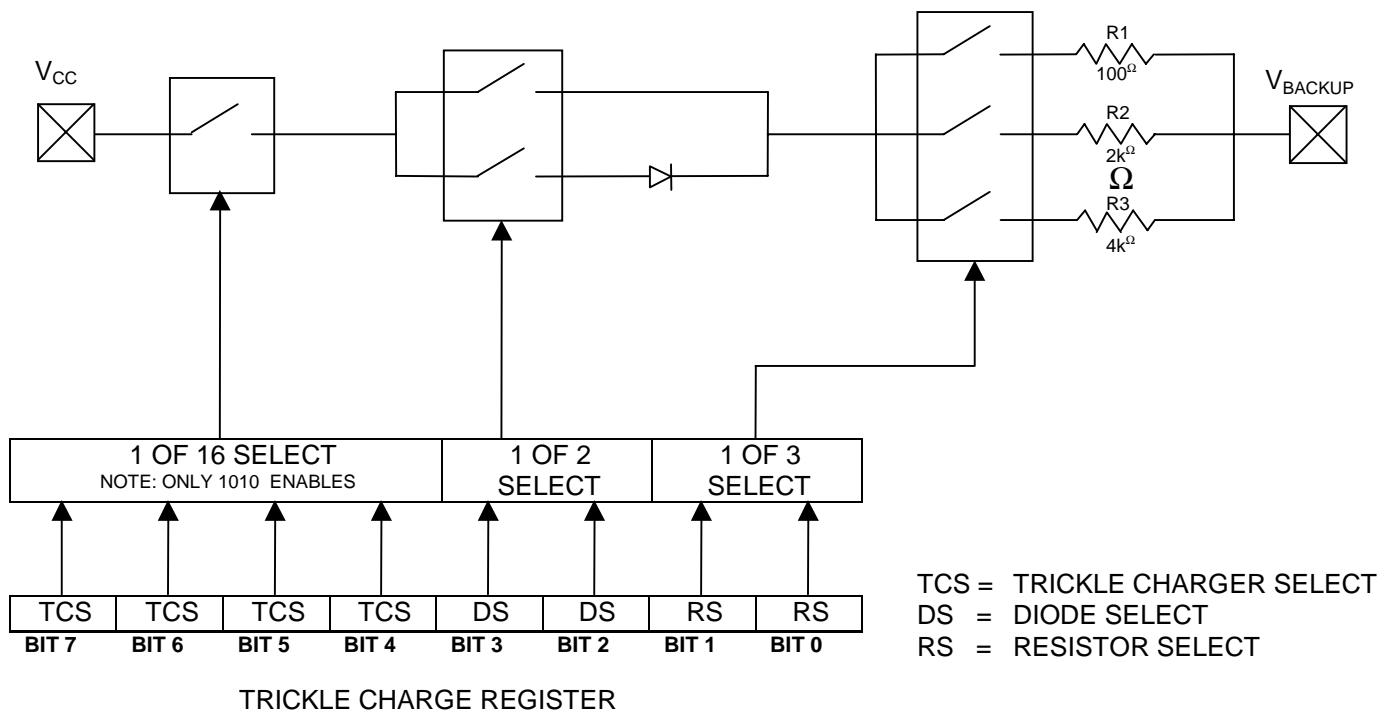 V_CC
R1
100Ω
V_BACKUP
R2
2kΩ
Ω
R3
4kΩ
1 OF 16 SELECT
NOTE: ONLY 1010 ENABLES
1 OF 2
SELECT
1 OF 3
SELECT
TCS TCS TCS TCS DS DS RS RS
BIT 7 BIT 6 BIT 5 BIT 4 BIT 3 BIT 2 BIT 1 BIT 0
TCS = TRICKLE CHARGER SELECT
DS = DIODE SELECT
RS = RESISTOR SELECT
TRICKLE CHARGE REGISTER